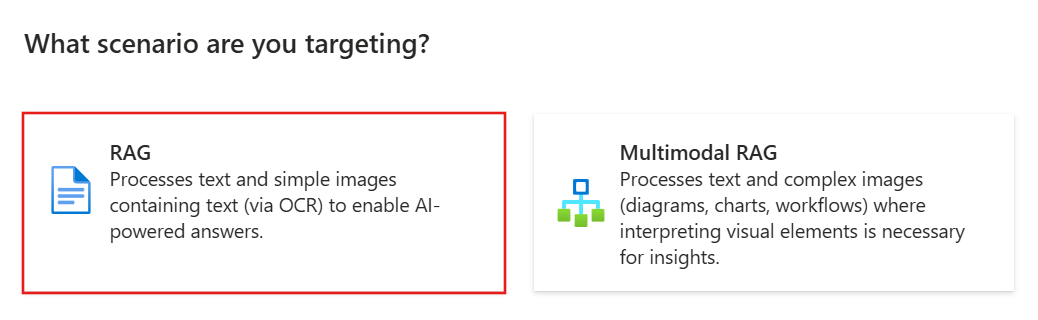 What scenario are you targeting?
RAG
Processes text and simple images
containing text (via OCR) to enable AI-
powered answers.
Multimodal RAG
Processes text and complex images
(diagrams, charts, workflows) where
interpreting visual elements is necessary
for insights.